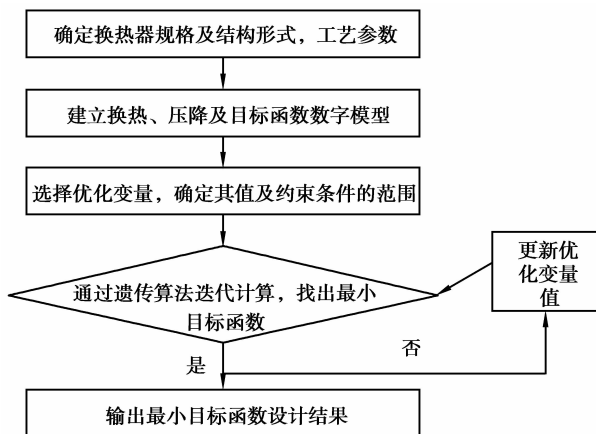 确定换热器规格及结构形式，工艺参数
建立换热、压降及目标函数数字模型
选择优化变量，确定其值及约束条件的范围
通过遗传算法迭代计算，找出最小
目标函数
更新优
化变量
值
是
否
输出最小目标函数设计结果